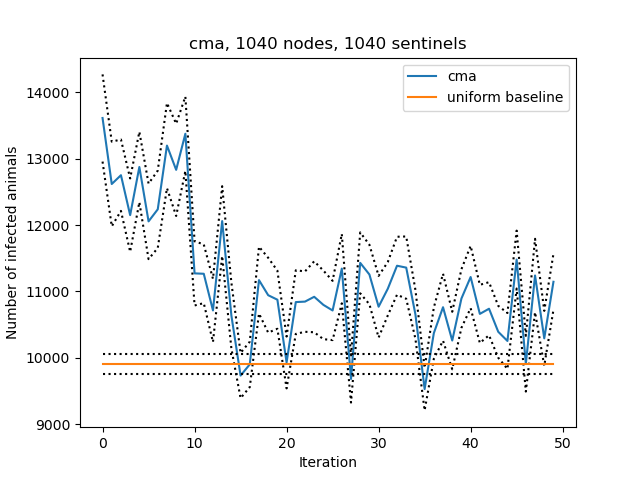 cma, 1040 nodes, 1040 sentinels
cma
uniform baseline
Number of infected animals
14000
13000
12000
11000
10000
9000
0 10 20 30 40 50
Iteration